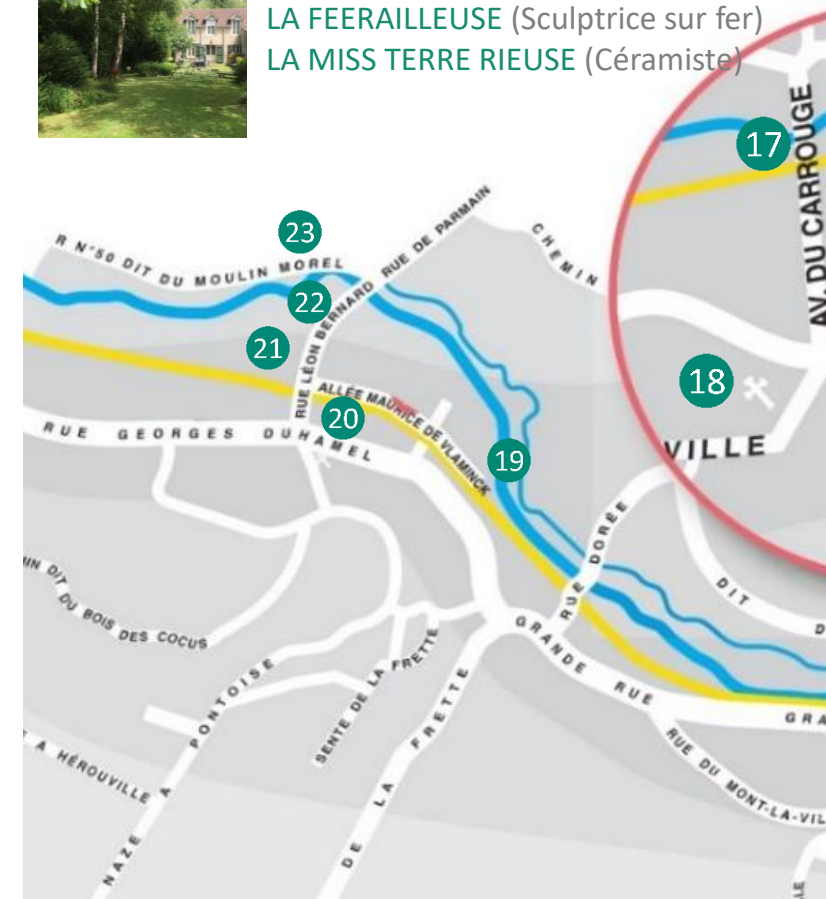 LA FEERAILLEUSE (Sculptrice sur fer)
LA MISS TERRE RIEUSE (Céramiste)
AV. DU CARROUGE
17
R N°50 DIT DU MOULIN MOREL
23
RUE DE PARMAIN
CHEMIN
22
RUE LÉON BERNARD
21
18
ALLÉE MAURICE DE VLAMINCK
20
RUE GEORGES DUHAMEL
VILLE
19
RUE DORÉE
DIT
DIT DU BOIS DES COCUS
GRANDE RUE
SENTE DE LA FRETTE
PONTOISE
NAZE A
DE LA FRETTE
A HÉROUVILLE
RUE DU MONT-LA-VIL
GRA
D